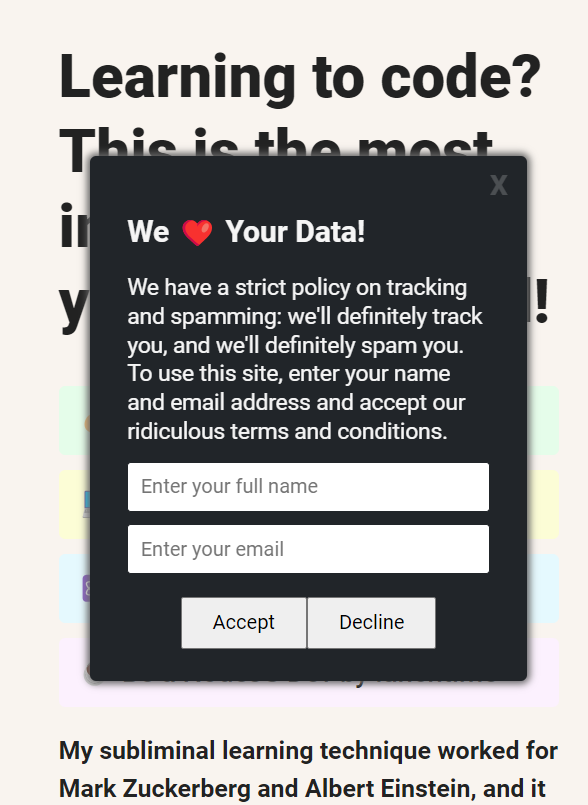 Learning to code?
This is the most
!
X
We ❤️ Your Data!
We have a strict policy on tracking
and spamming: we'll definitely track
you, and we'll definitely spam you.
To use this site, enter your name
and email address and accept our
ridiculous terms and conditions.
Enter your full name
Enter your email
Accept
Decline
My subliminal learning technique worked for
Mark Zuckerberg and Albert Einstein, and it